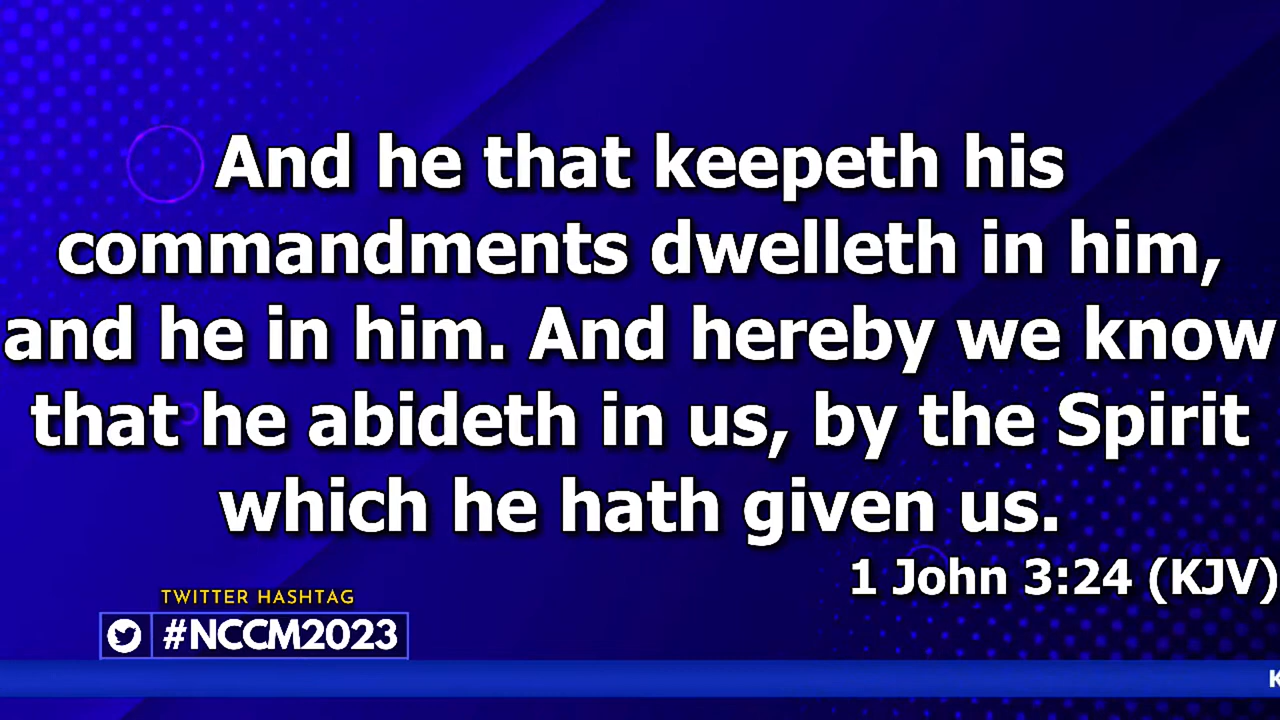 And he that keepeth his
commandments dwelleth in him,
and he in him. And hereby we know
that he abideth in us, by the Spirit
which he hath given us.
1 John 3:24 (KJV)
TWITTER HASHTAG
#NCCM2023